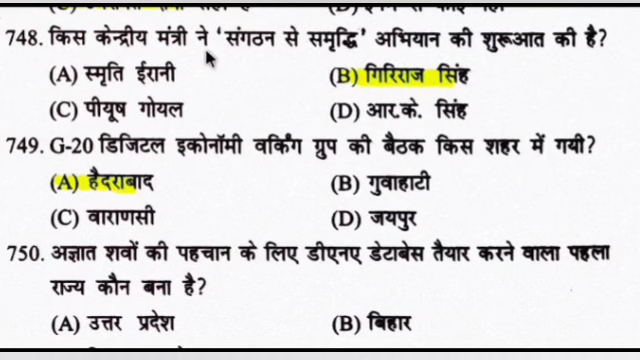 748. किस केन्द्रीय मंत्री ने 'संगठन से समृद्धि' अभियान की शुरूआत की है?
(A) स्मृति ईरानी (B) गिरिराज सिंह
(C) पीयूष गोयल (D) आर.के. सिंह
749. G-20 डिजिटल इकोनॉमी वर्किंग ग्रुप की बैठक किस शहर में गयी?
(A) हैदराबाद (B) गुवाहाटी
(C) वाराणसी (D) जयपुर
750. अज्ञात शवों की पहचान के लिए डीएनए डेटाबेस तैयार करने वाला पहला
राज्य कौन बना है?
(A) उत्तर प्रदेश (B) बिहार